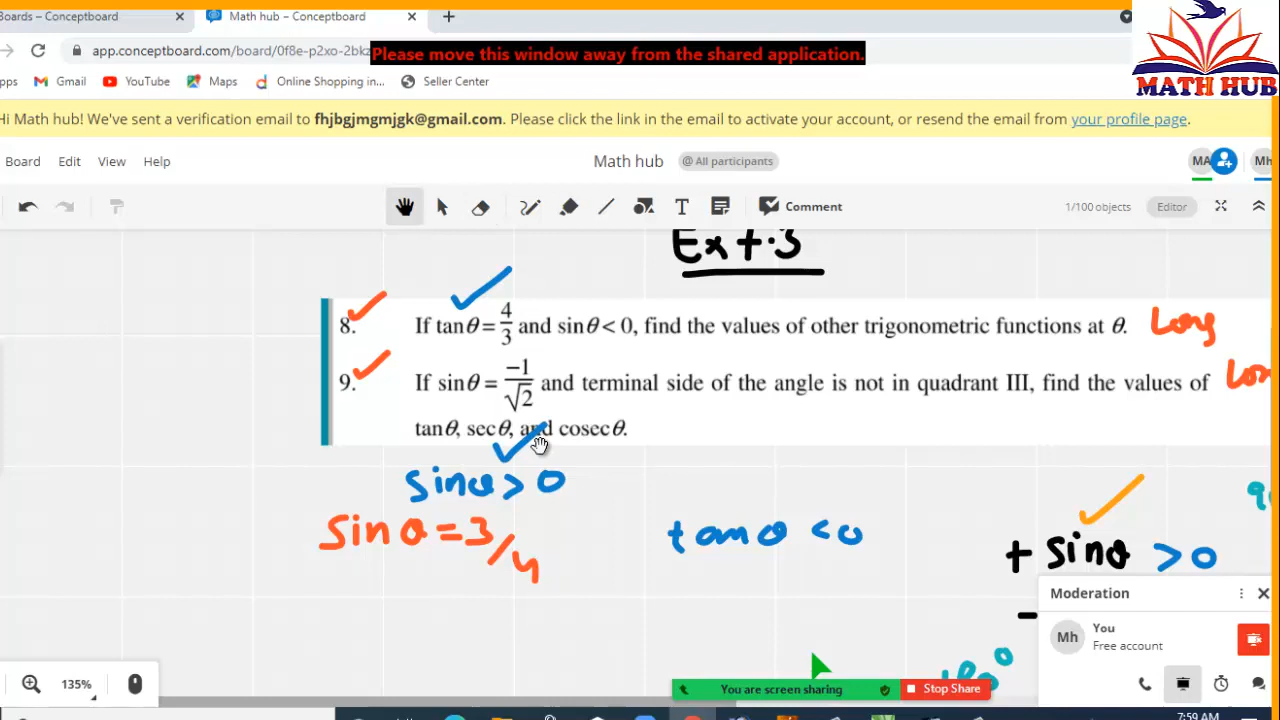 Boards – Conceptboard
Math hub – Conceptboard
app.conceptboard.com/board/0f8e-p2xo-2bkz
Please move this window away from the shared application.
MATH HUB
pps
Gmail
YouTube
Maps
Online Shopping in...
Seller Center
Hi Math hub! We've sent a verification email to fhjbgjmgmjgk@gmail.com. Please click the link in the email to activate your account, or resend the email from your profile page.
Board Edit View Help
Math hub
@ All participants
MA
Mh
T
Comment
1/100 objects
Editor
8. If tanθ = 4/3 and sinθ < 0, find the values of other trigonometric functions at θ. Long
9. If sinθ = -1/√2 and terminal side of the angle is not in quadrant III, find the values of
tanθ, secθ, and cosecθ.
sinθ > 0
sinθ = 3/4
tanθ < 0
+ sinθ > 0
-
Moderation
Mh
You
Free account
135%
You are screen sharing
Stop Share
7:59 AM